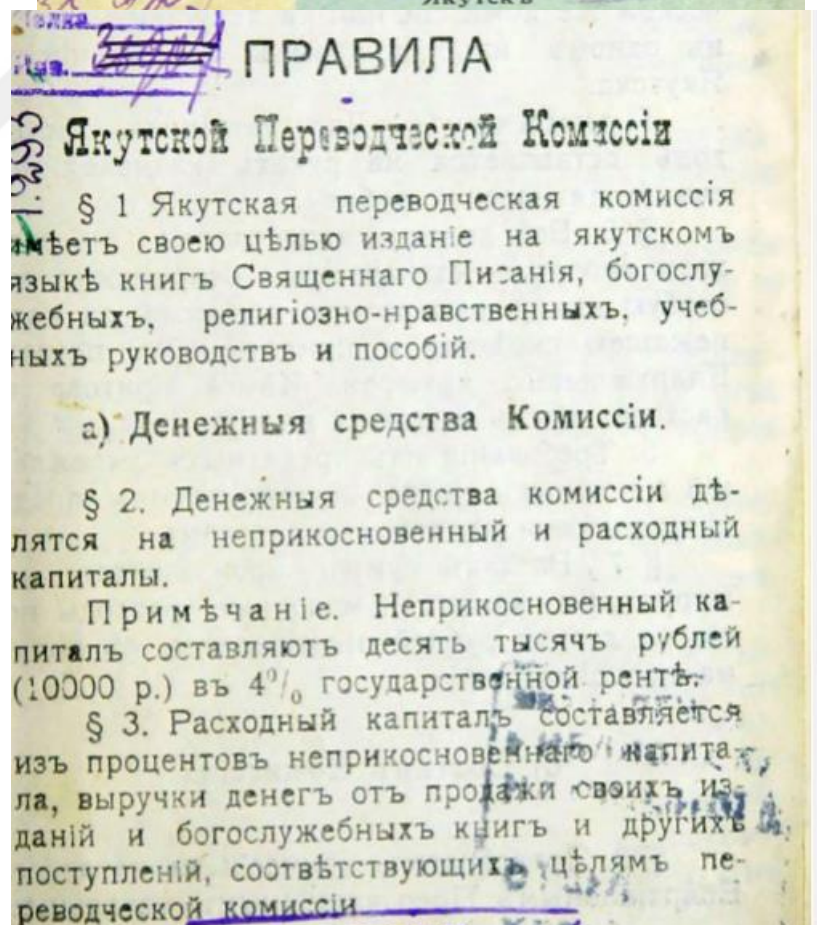 Якутскъ
ПРАВИЛА
Якутской Переводческой Комиссіи
§ 1 Якутская переводческая комиссія
имѣетъ своею цѣлью изданіе на якутскомъ
языкѣ книгъ Священнаго Писанія, богослу-
жебныхъ, религіозно-нравственныхъ, учеб-
ныхъ руководствъ и пособій.
а) Денежныя средства Комиссіи.
§ 2. Денежныя средства комиссіи дѣ-
лятся на неприкосновенный и расходный
капиталы.
Примѣчаніе. Неприкосновенный ка-
питалъ составляютъ десять тысячъ рублей
(10000 р.) въ 4% государственной рентѣ.
§ 3. Расходный капиталъ составляется
изъ процентовъ неприкосновеннаго капита-
ла, выручки денегъ отъ продажи своихъ из-
даній и богослужебныхъ книгъ и другихъ
поступленій, соотвѣтствующихъ цѣлямъ пе-
реводческой комиссіи